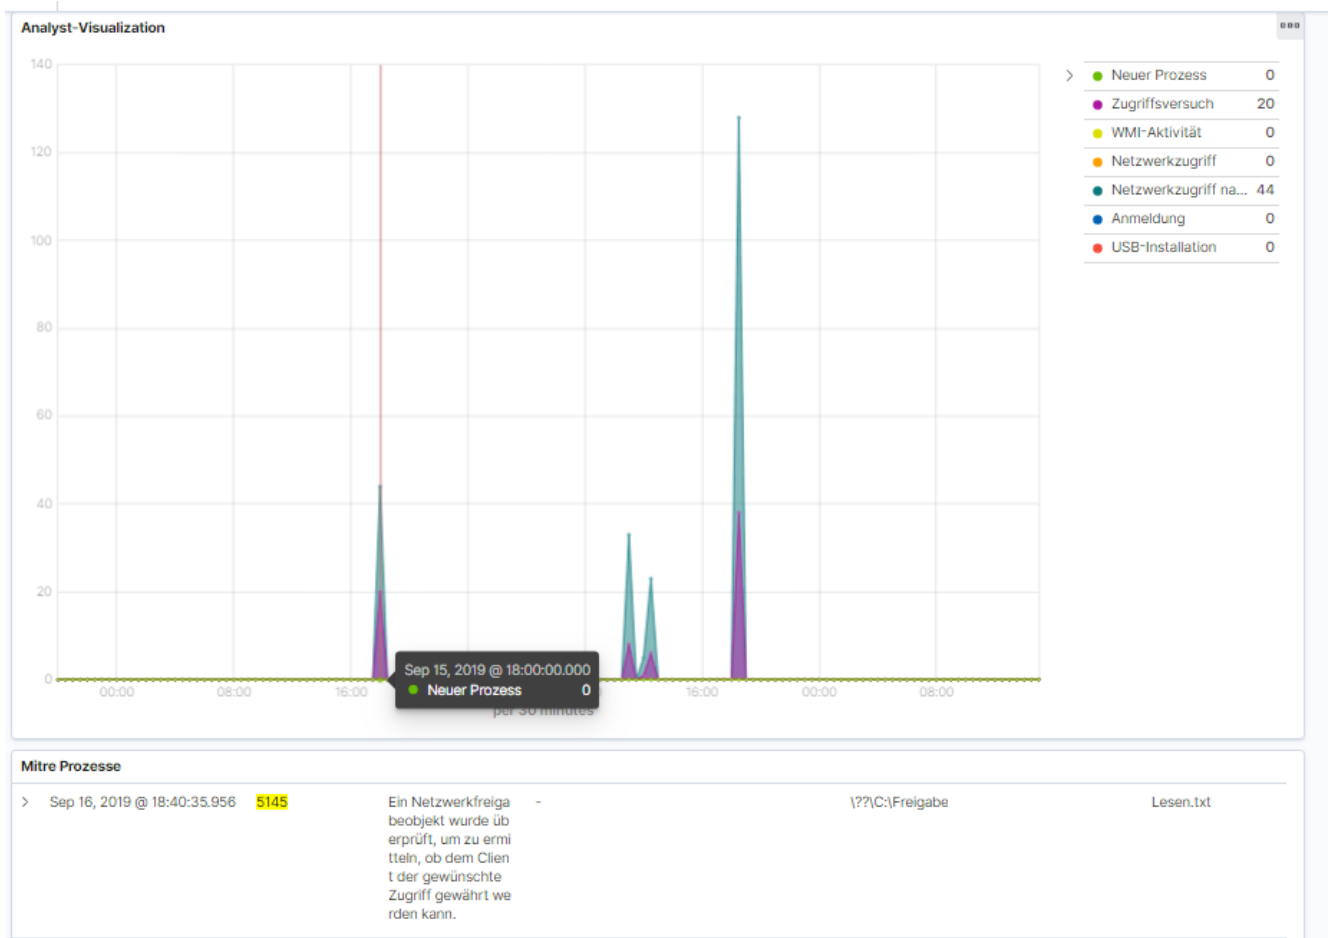 Analyst-Visualization
140
120
100
80
60
40
20
0
00:00 08:00 16:00 16:00 00:00 08:00
per 30 minutes
Sep 15, 2019 @ 18:00:00.000
Neuer Prozess 0
Neuer Prozess 0
Zugriffsversuch 20
WMI-Aktivität 0
Netzwerkzugriff 0
Netzwerkzugriff na... 44
Anmeldung 0
USB-Installation 0
Mitre Prozesse
Sep 16, 2019 @ 18:40:35.956 5145 Ein Netzwerkfreiga - \??\C:\Freigabe Lesen.txt
beobjekt wurde üb
erprüft, um zu ermi
tteln, ob dem Clien
t der gewünschte
Zugriff gewährt we
rden kann.